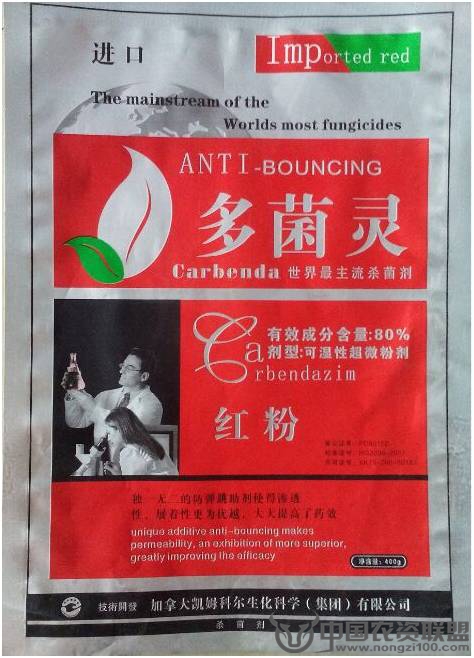 进口
Imported red
The mainstream of the
Worlds most fungicides
ANTI-BOUNCING
多菌灵
Carbenda 世界最主流杀菌剂
有效成分含量:80%
剂型:可湿性超微粉剂
Carbendazim
红粉
独一无二的防弹跳助剂使得渗透
性、展着性更为优越,大大提高了药效
unique additive anti-bouncing makes
permeability, an exhibition of more superior,
greatly improving the efficacy
净含量:400g
技術開發 加拿大凯姆科尔生化科学(集团)有限公司
杀菌剂
中国农资联盟
www.nongzi100.com